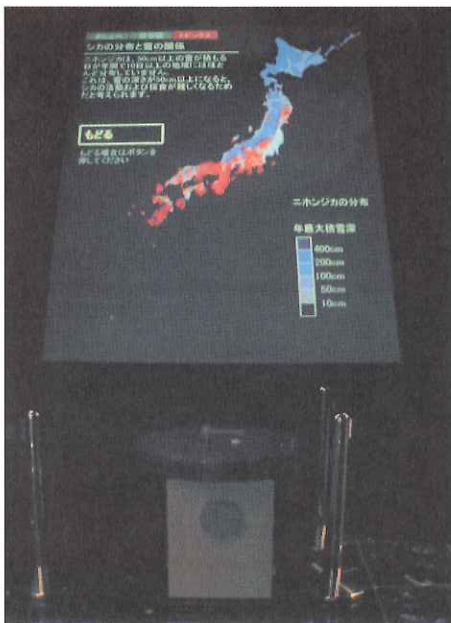 トピックス
シカの分布と雪の関係
ニホンジカは、50cm以上の雪が積もる
日が年間で10日以上の地域にはほと
んど分布していません。
これは、雪の深さが50cm以上になると、
シカの活動および採食が難しくなるため
だと考えられます。
もどる
もどる場合はボタンを
押してください
ニホンジカの分布
年最大積雪深
400cm
200cm
100cm
50cm
10cm